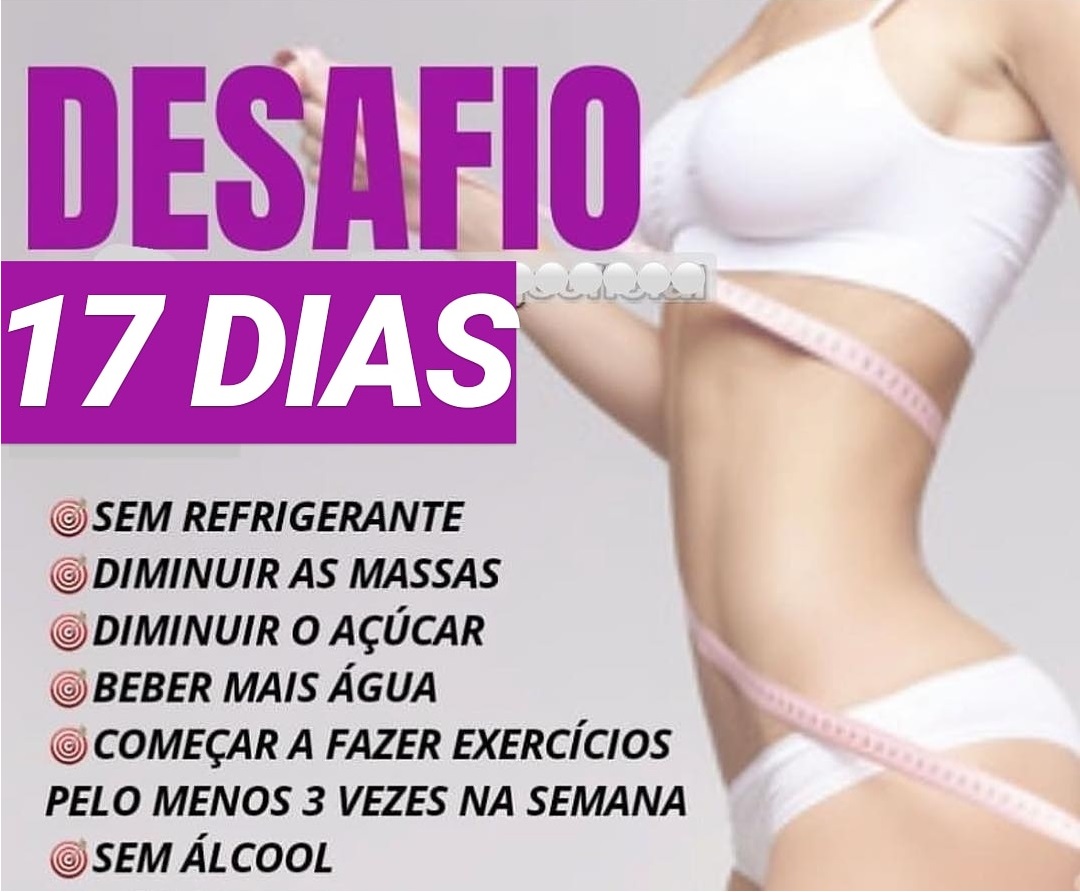 DESAFIO
17 DIAS
🎯SEM REFRIGERANTE
🎯DIMINUIR AS MASSAS
🎯DIMINUIR O AÇÚCAR
🎯BEBER MAIS ÁGUA
🎯COMEÇAR A FAZER EXERCÍCIOS
PELO MENOS 3 VEZES NA SEMANA
🎯SEM ÁLCOOL